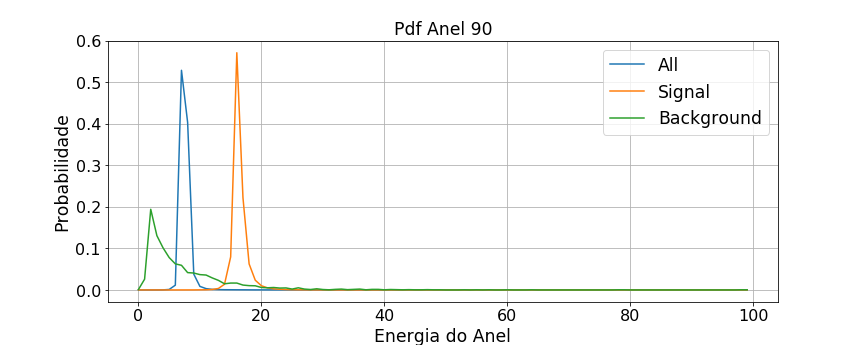 Pdf Anel 90
0.6
0.5
0.4
0.3
0.2
0.1
0.0
Probabilidade
All
Signal
Background
0 20 40 60 80 100
Energia do Anel